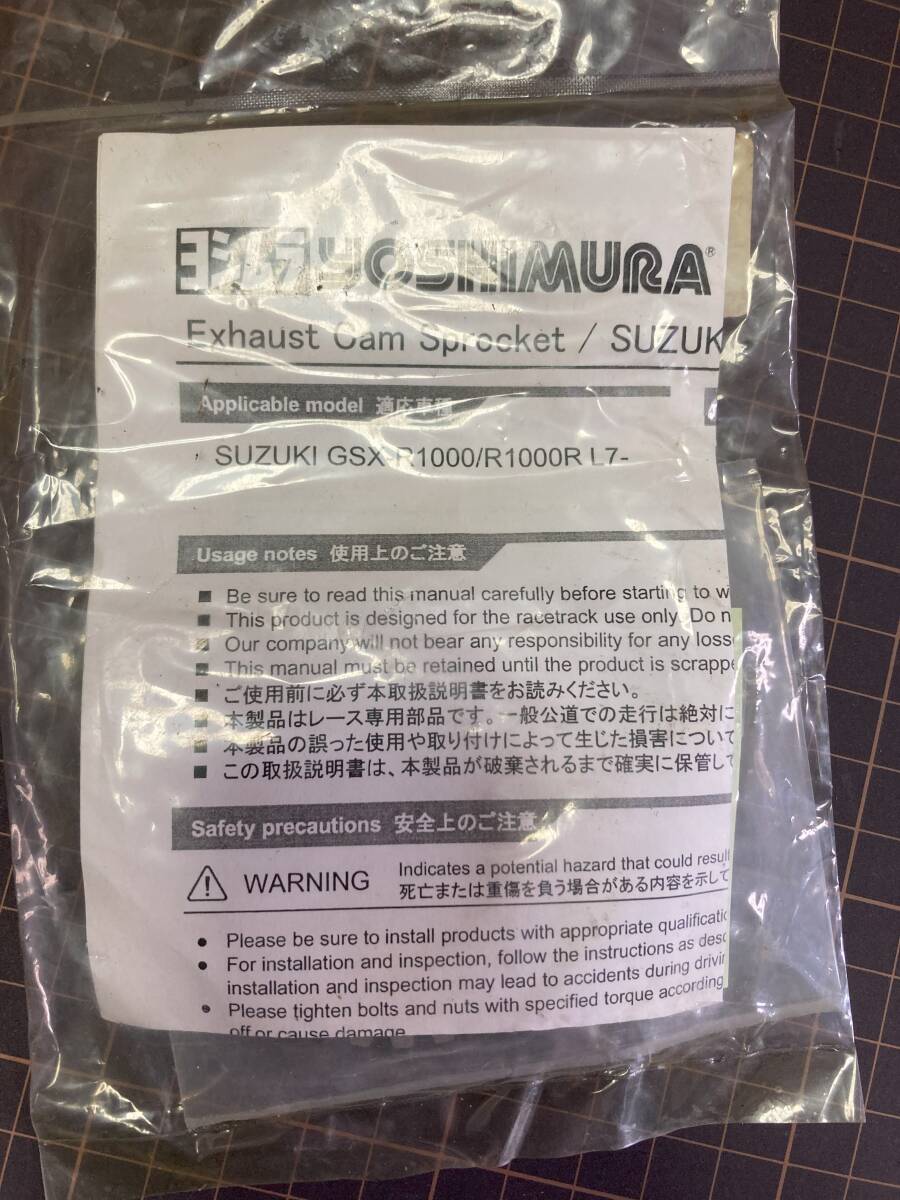 ヨシムラ YOSHIMURA®
Exhaust Cam Sprocket / SUZUK
Applicable model 適応車種
SUZUKI GSX-R1000/R1000R L7-
Usage notes 使用上のご注意
■ Be sure to read this manual carefully before starting to w
■ This product is designed for the racetrack use only. Do n
■ Our company will not bear any responsibility for any loss
■ This manual must be retained until the product is scrappe
■ ご使用前に必ず本取扱説明書をお読みください。
■ 本製品はレース専用部品です。一般公道での走行は絶対に
■ 本製品の誤った使用や取り付けによって生じた損害について
■ この取扱説明書は、本製品が破棄されるまで確実に保管して
Safety precautions 安全上のご注意
WARNING
Indicates a potential hazard that could result
死亡または重傷を負う場合がある内容を示して
● Please be sure to install products with appropriate qualificatio
● For installation and inspection, follow the instructions as desc
installation and inspection may lead to accidents during drivin
● Please tighten bolts and nuts with specified torque according
off or cause damage